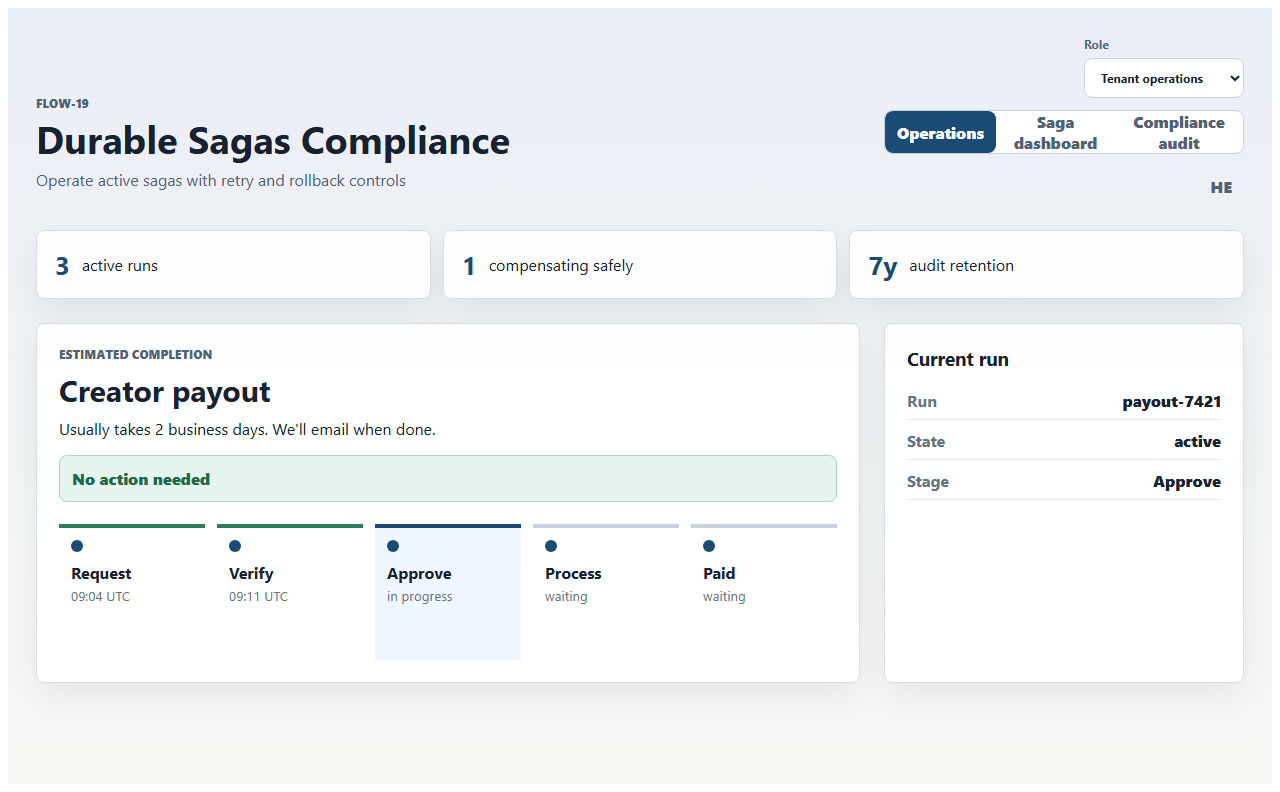 Role
Tenant operations
FLOW-19
Durable Sagas Compliance
Operate active sagas with retry and rollback controls
Operations
Saga dashboard
Compliance audit
HE
3 active runs
1 compensating safely
7y audit retention
ESTIMATED COMPLETION
Creator payout
Usually takes 2 business days. We'll email when done.
No action needed
Request
09:04 UTC
Verify
09:11 UTC
Approve
in progress
Process
waiting
Paid
waiting
Current run
Run payout-7421
State active
Stage Approve